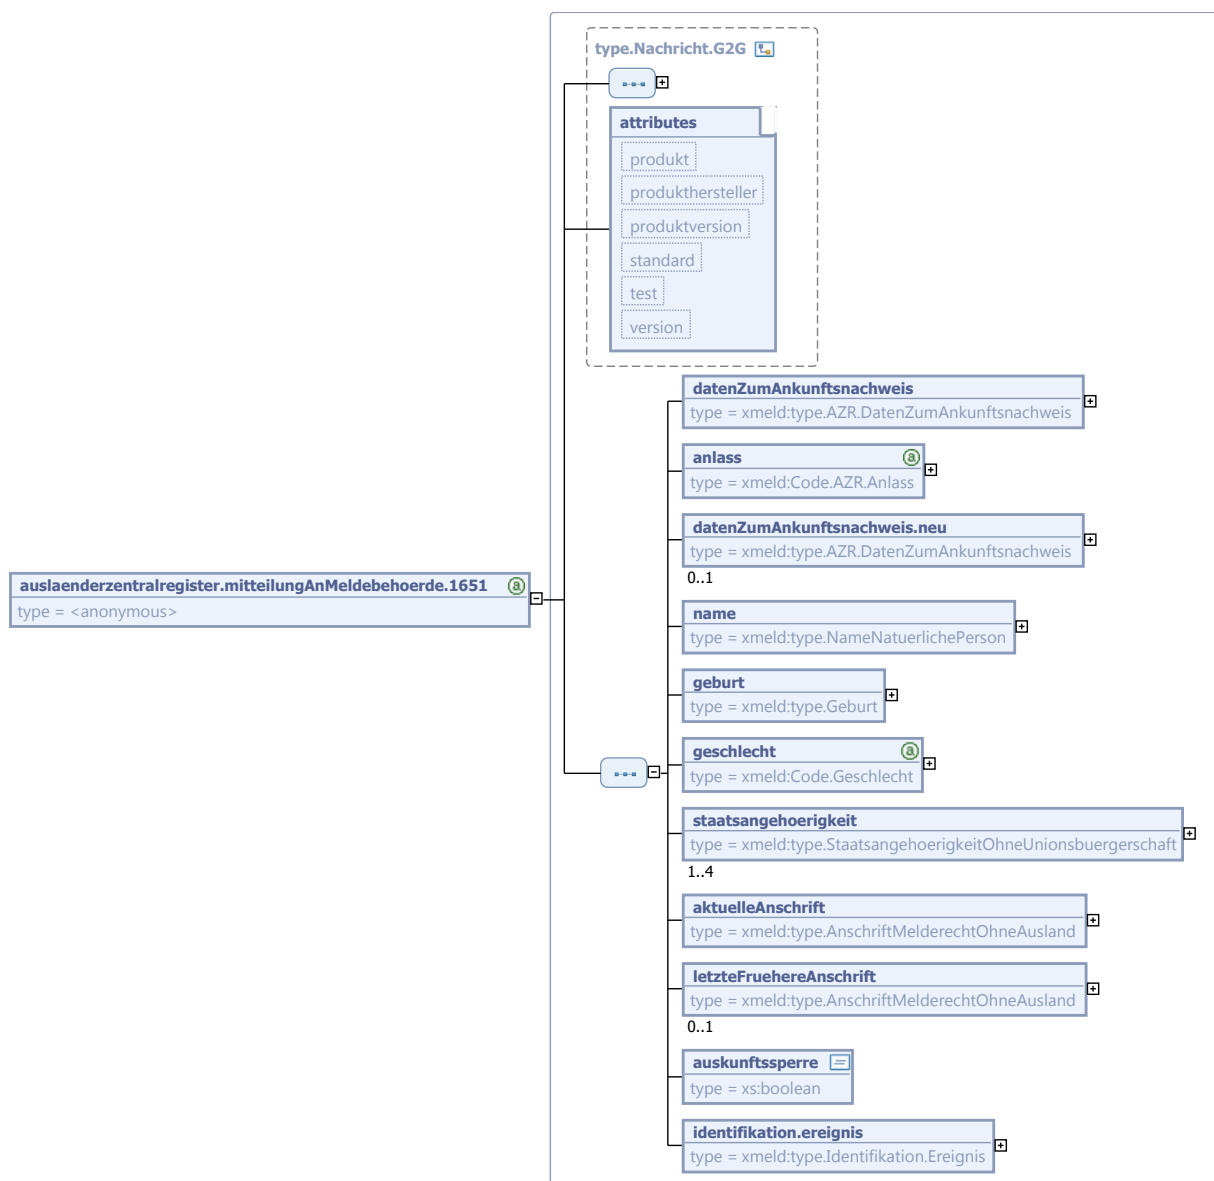 type.Nachricht.G2G
attributes
produkt
produkthersteller
produktversion
standard
test
version
datenZumAnkunftsnachweis
type = xmeld:type.AZR.DatenZumAnkunftsnachweis
anlass
type = xmeld:Code.AZR.Anlass
datenZumAnkunftsnachweis.neu
type = xmeld:type.AZR.DatenZumAnkunftsnachweis
0..1
auslaenderzentralregister.mitteilungAnMeldebehoerde.1651
type = <anonymous>
name
type = xmeld:type.NameNatuerlichePerson
geburt
type = xmeld:type.Geburt
geschlecht
type = xmeld:Code.Geschlecht
staatsangehoerigkeit
type = xmeld:type.StaatsangehoerigkeitOhneUnionsbuergerschaft
1..4
aktuelleAnschrift
type = xmeld:type.AnschriftMelderechtOhneAusland
letzteFruehereAnschrift
type = xmeld:type.AnschriftMelderechtOhneAusland
0..1
auskunftssperre
type = xs:boolean
identifikation.ereignis
type = xmeld:type.Identifikation.Ereignis